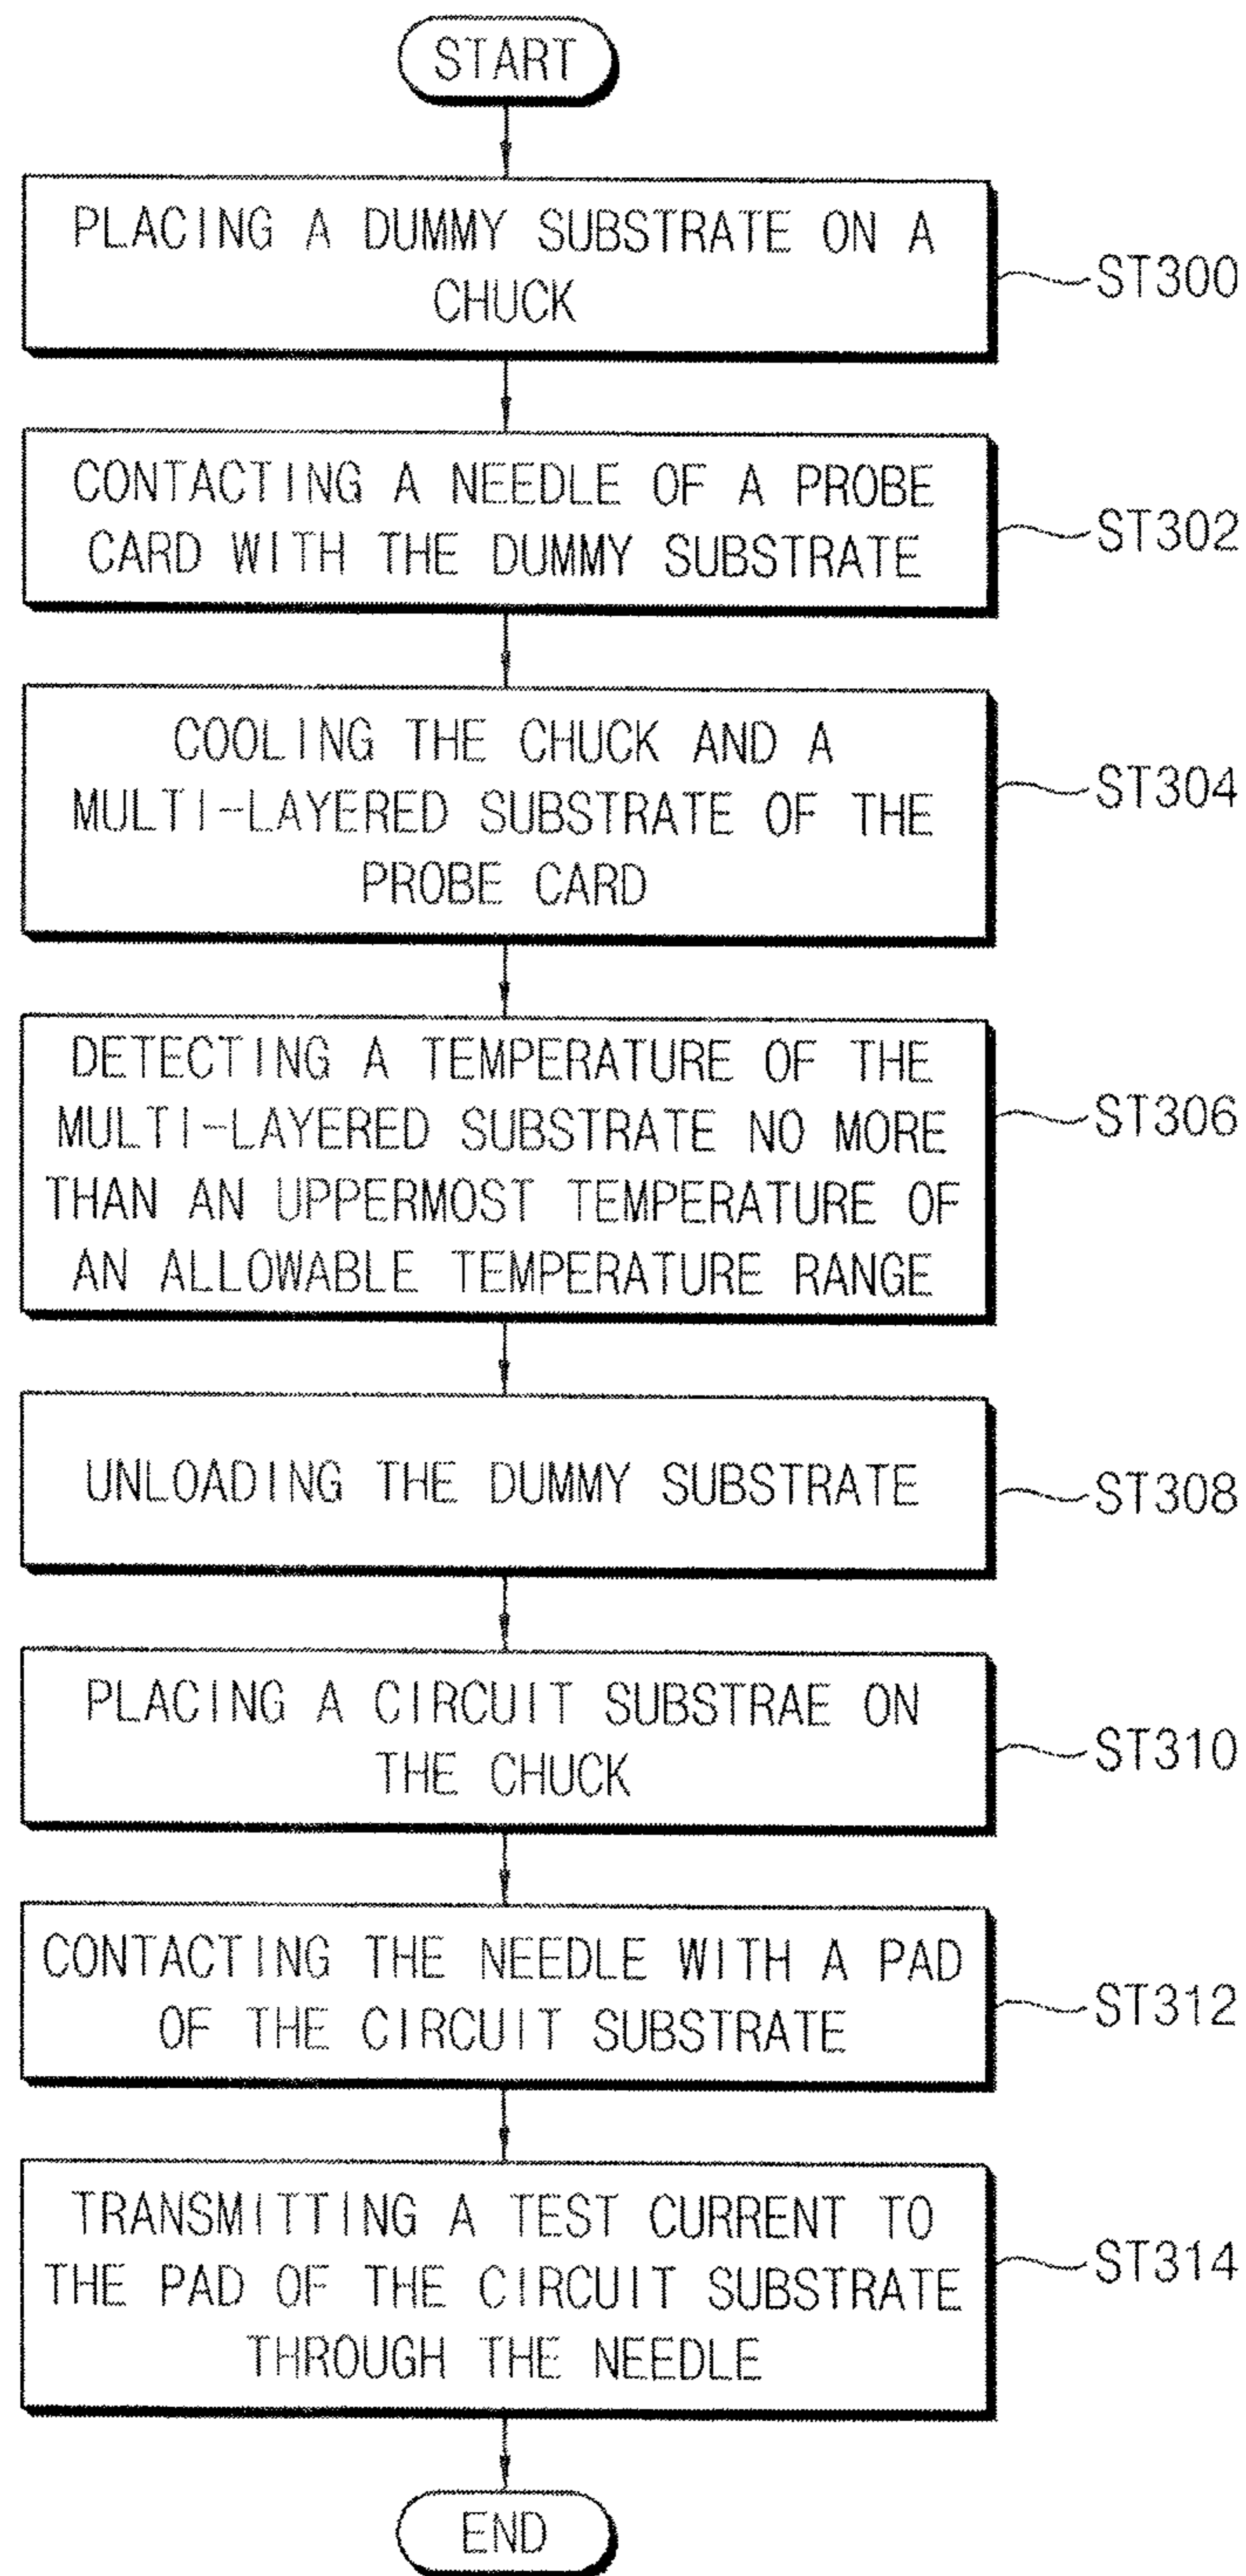 START
PLACING A DUMMY SUBSTRATE ON A
CHUCK
ST300
CONTACTING A NEEDLE OF A PROBE
CARD WITH THE DUMMY SUBSTRATE
ST302
COOLING THE CHUCK AND A
MULTI-LAYERED SUBSTRATE OF THE
PROBE CARD
ST304
DETECTING A TEMPERATURE OF THE
MULTI-LAYERED SUBSTRATE NO MORE
THAN AN UPPERMOST TEMPERATURE OF
AN ALLOWABLE TEMPERATURE RANGE
ST306
UNLOADING THE DUMMY SUBSTRATE
ST308
PLACING A CIRCUIT SUBSTRAE ON
THE CHUCK
ST310
CONTACTING THE NEEDLE WITH A PAD
OF THE CIRCUIT SUBSTRATE
ST312
TRANSMITTING A TEST CURRENT TO
THE PAD OF THE CIRCUIT SUBSTRATE
THROUGH THE NEEDLE
ST314
END